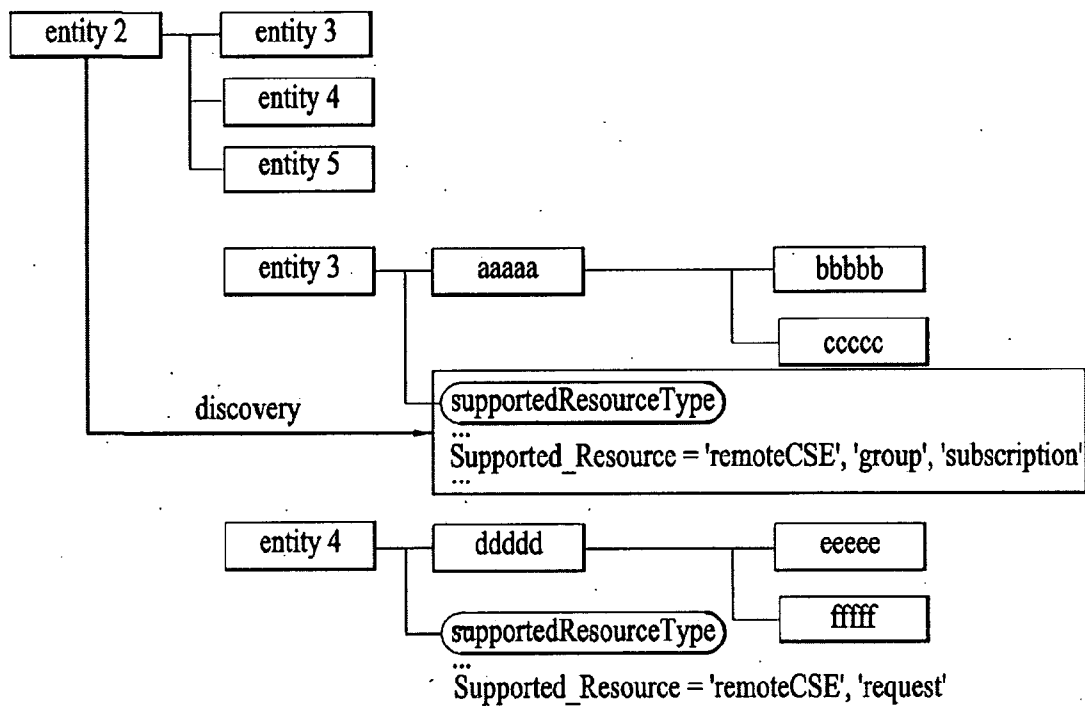 entity 2
entity 3
entity 4
entity 5
entity 3
aaaaa
bbbbb
ccccc
discovery
supportedResourceType
...
Supported_Resource = 'remoteCSE', 'group', 'subscription'
...
entity 4
ddddd
eeeee
fffff
supportedResourceType
...
Supported_Resource = 'remoteCSE', 'request'